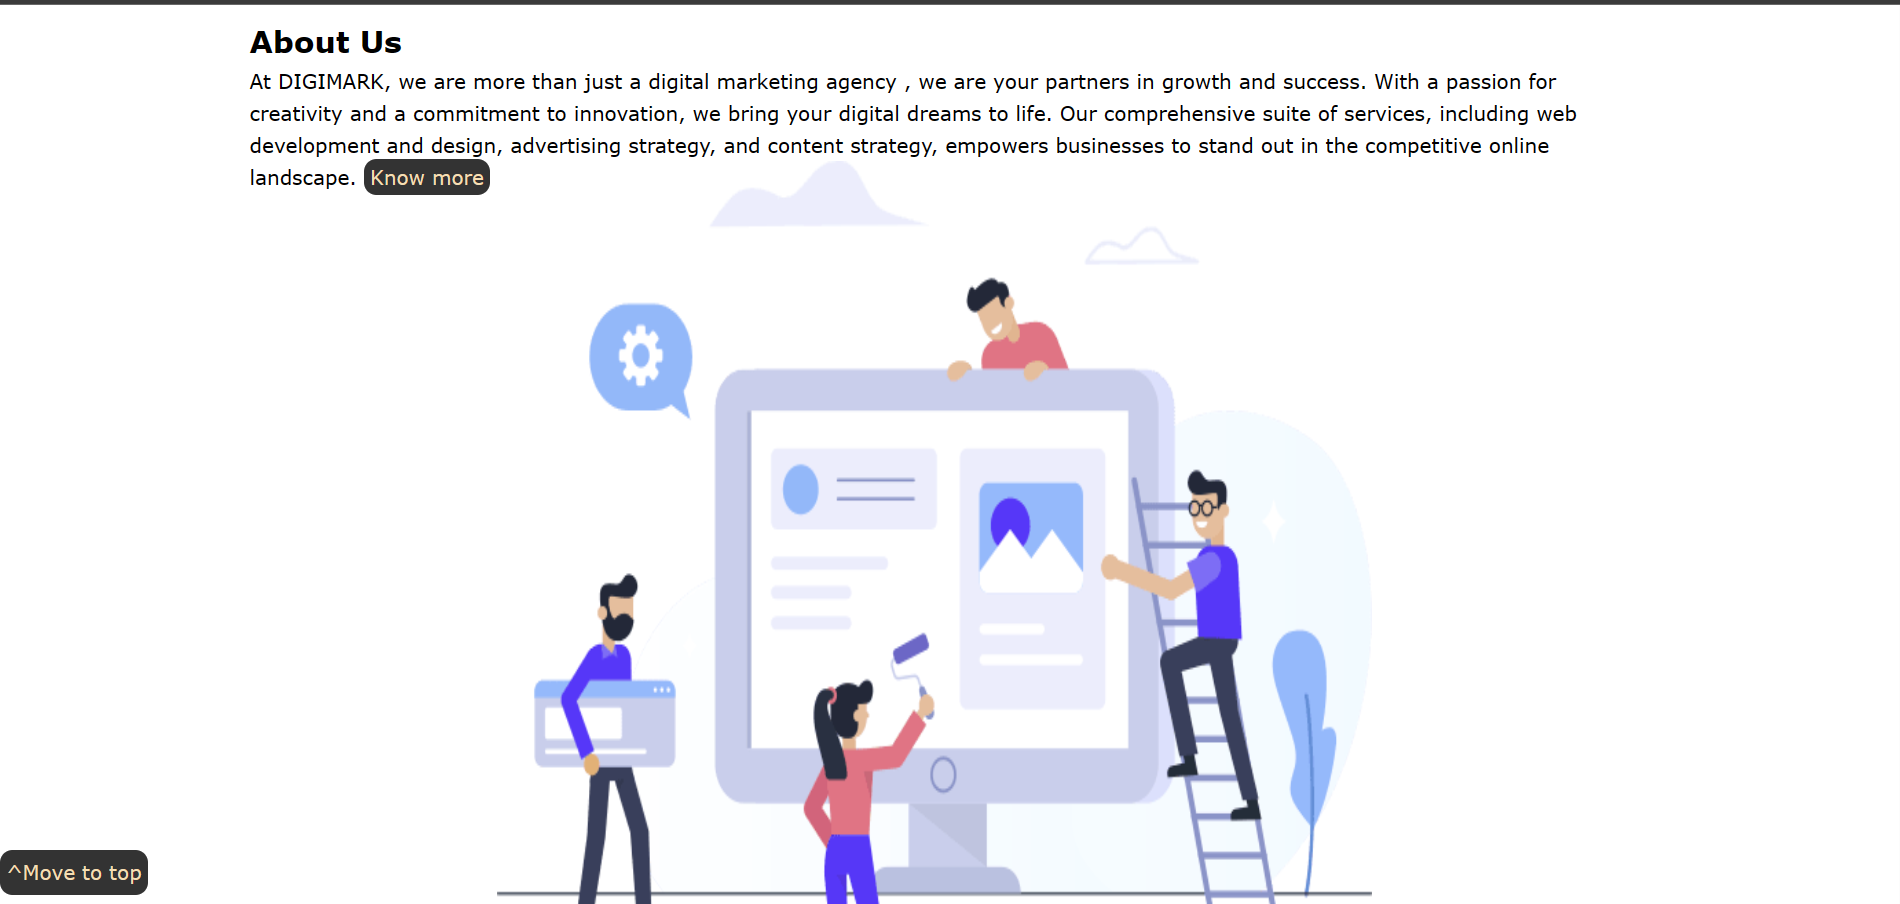 About Us
At DIGIMARK, we are more than just a digital marketing agency , we are your partners in growth and success. With a passion for
creativity and a commitment to innovation, we bring your digital dreams to life. Our comprehensive suite of services, including web
development and design, advertising strategy, and content strategy, empowers businesses to stand out in the competitive online
landscape. Know more
^Move to top